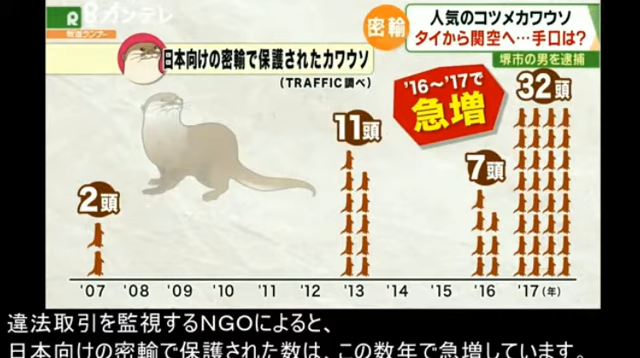 8カンテレ
報道ランナー
密輸
人気のコツメカワウソ
タイから関空へ…手口は?
堺市の男を逮捕
日本向けの密輸で保護されたカワウソ
(TRAFFIC調べ)
'16～'17で
急増
2頭
11頭
7頭
32頭
'07 '08 '09 '10 '11 '12 '13 '14 '15 '16 '17(年)
違法取引を監視するNGOによると、
日本向けの密輸で保護された数は、この数年で急増しています。